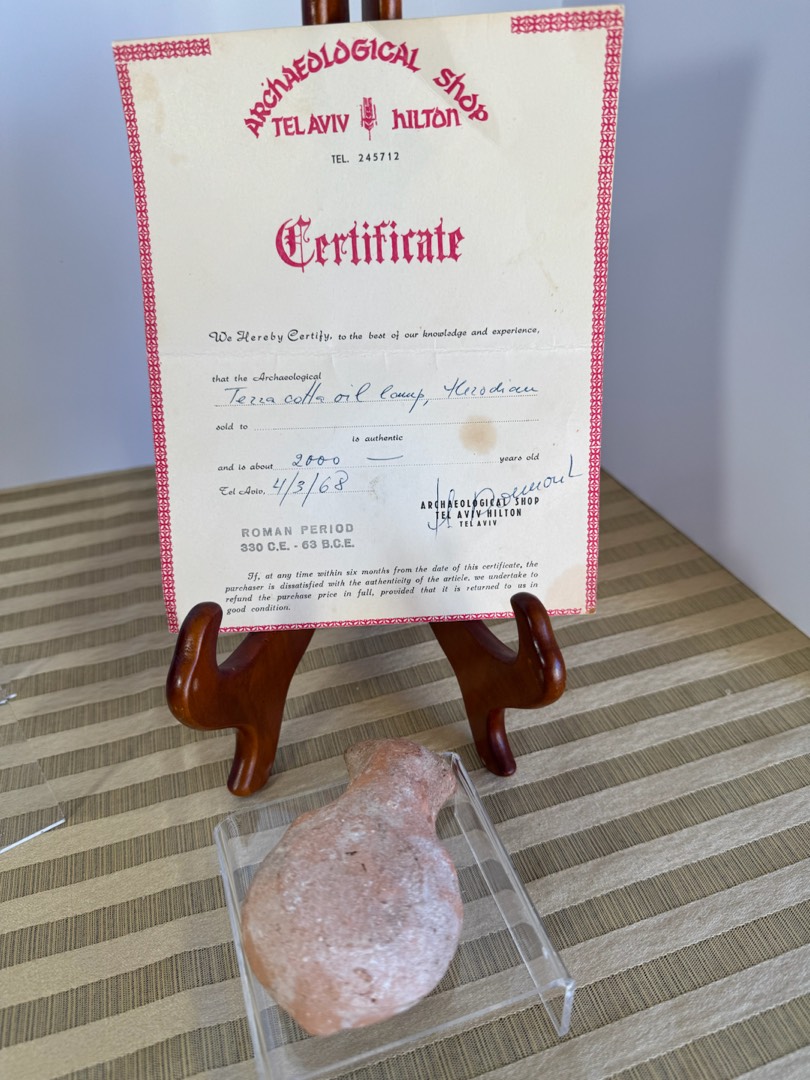 ARCHAEOLOGICAL SHOP
TEL AVIV HILTON
TEL. 245712
Certificate
We Hereby Certify, to the best of our knowledge and experience,
that the Archaeological
Terra cotta oil lamp, Herodian
sold to
is authentic
and is about 2000 — years old
Tel Aviv, 4/3/68
ARCHAEOLOGICAL SHOP
TEL AVIV HILTON
TEL AVIV
ROMAN PERIOD
330 C.E. - 63 B.C.E.
If, at any time within six months from the date of this certificate, the
purchaser is dissatisfied with the authenticity of the article, we undertake to
refund the purchase price in full, provided that it is returned to us in
good condition.